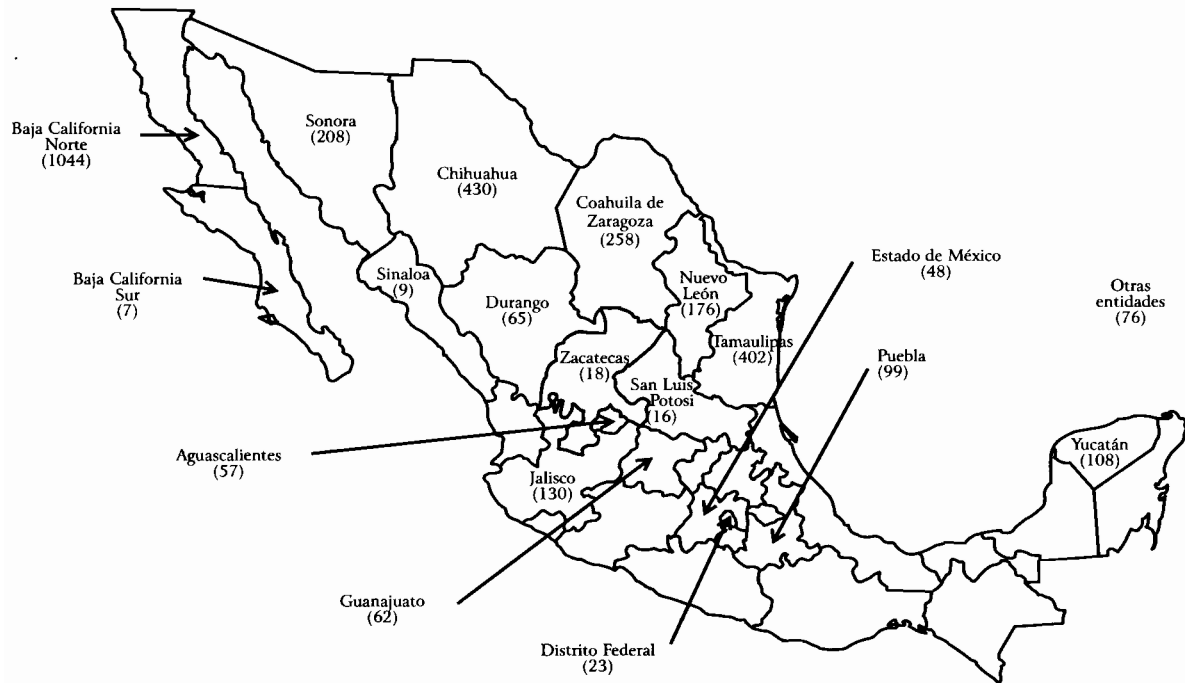 Baja California
Norte
(1044)
Sonora
(208)
Chihuahua
(430)
Coahuila de
Zaragoza
(258)
Baja California
Sur
(7)
Sinaloa
(9)
Durango
(65)
Nuevo
León
(176)
Estado de México
(48)
Otras
entidades
(76)
Tamaulipas
(402)
Zacatecas
(18)
San Luis
Potosi
(16)
Puebla
(99)
Aguascalientes
(57)
Jalisco
(130)
Yucatán
(108)
Guanajuato
(62)
Distrito Federal
(23)